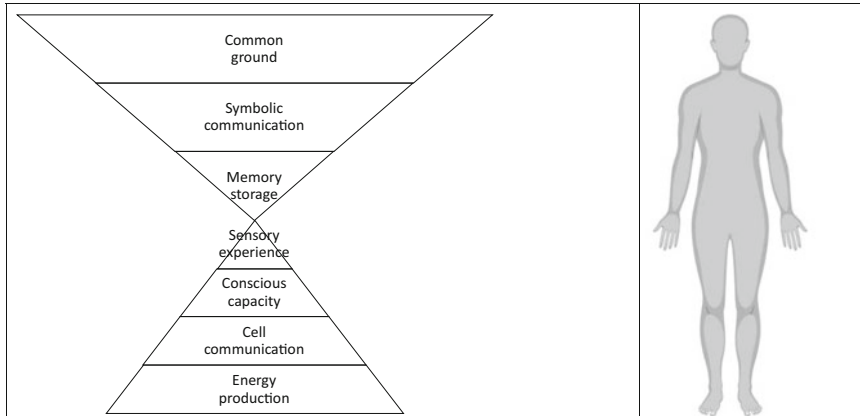 Common
ground
Symbolic
communication
Memory
storage
Sensory
experience
Conscious
capacity
Cell
communication
Energy
production